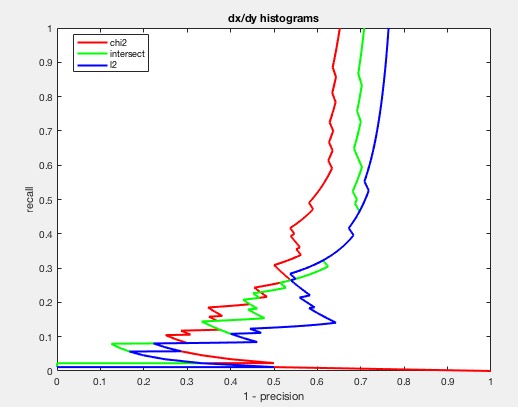 dx/dy histograms
chi2
intersect
l2
1
0.9
0.8
0.7
0.6
0.5
0.4
0.3
0.2
0.1
0
recall
0 0.1 0.2 0.3 0.4 0.5 0.6 0.7 0.8 0.9 1
1 - precision